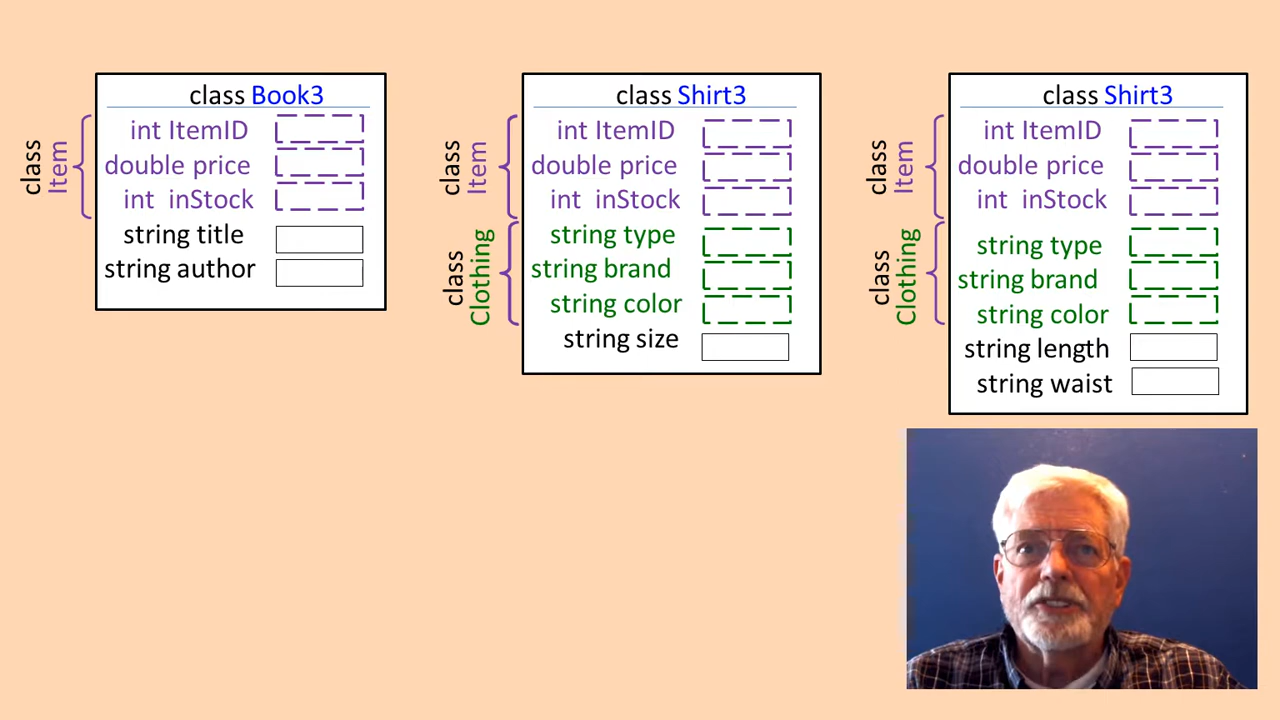 class Book3
class
Item
int ItemID
double price
int inStock
string title
string author
class Shirt3
class
Item
int ItemID
double price
int inStock
class
Clothing
string type
string brand
string color
string size
class Shirt3
class
Item
int ItemID
double price
int inStock
class
Clothing
string type
string brand
string color
string length
string waist